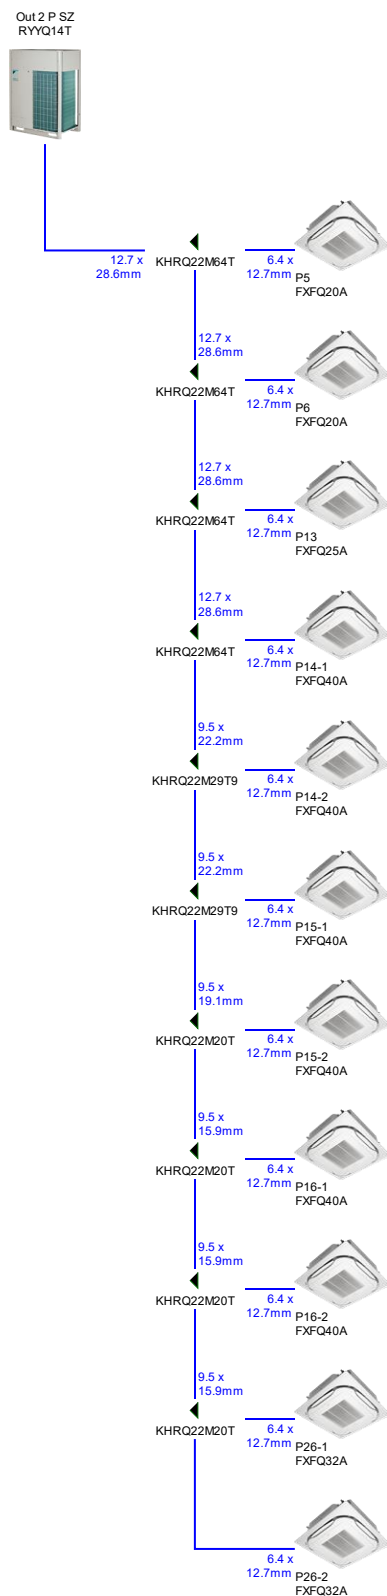 Out 2 P SZ
RYYQ14T
12.7 x
28.6mm
KHRQ22M64T
6.4 x
12.7mm
P5
FXFQ20A
12.7 x
28.6mm
KHRQ22M64T
6.4 x
12.7mm
P6
FXFQ20A
12.7 x
28.6mm
KHRQ22M64T
6.4 x
12.7mm
P13
FXFQ25A
12.7 x
28.6mm
KHRQ22M64T
6.4 x
12.7mm
P14-1
FXFQ40A
9.5 x
22.2mm
KHRQ22M29T9
6.4 x
12.7mm
P14-2
FXFQ40A
9.5 x
22.2mm
KHRQ22M29T9
6.4 x
12.7mm
P15-1
FXFQ40A
9.5 x
19.1mm
KHRQ22M20T
6.4 x
12.7mm
P15-2
FXFQ40A
9.5 x
15.9mm
KHRQ22M20T
6.4 x
12.7mm
P16-1
FXFQ40A
9.5 x
15.9mm
KHRQ22M20T
6.4 x
12.7mm
P16-2
FXFQ40A
9.5 x
15.9mm
KHRQ22M20T
6.4 x
12.7mm
P26-1
FXFQ32A
6.4 x
12.7mm
P26-2
FXFQ32A